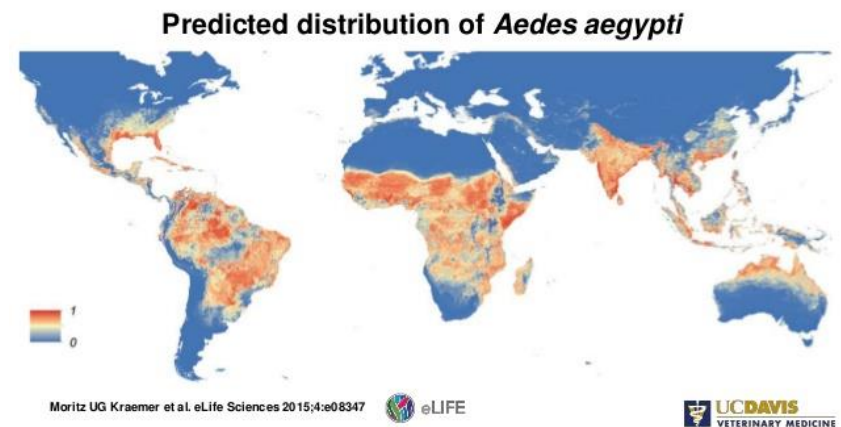 Predicted distribution of Aedes aegypti
1
0
Moritz UG Kraemer et al. eLife Sciences 2015;4:e08347
eLIFE
UCDAVIS
VETERINARY MEDICINE